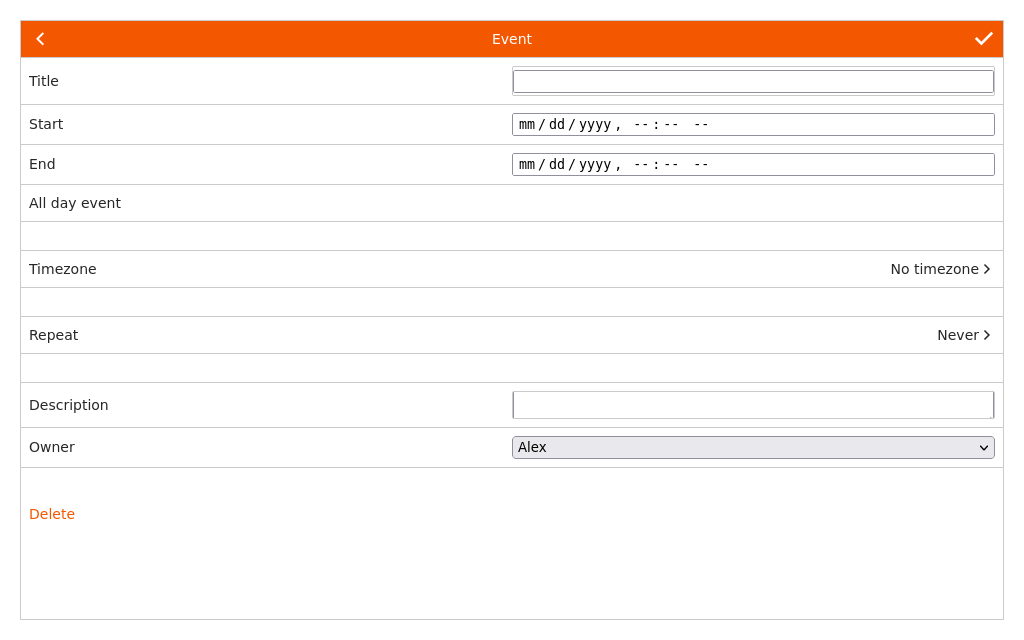 Event
Title
Start mm/dd/yyyy, --:-- --
End mm/dd/yyyy, --:-- --
All day event
Timezone No timezone
Repeat Never
Description
Owner Alex
Delete